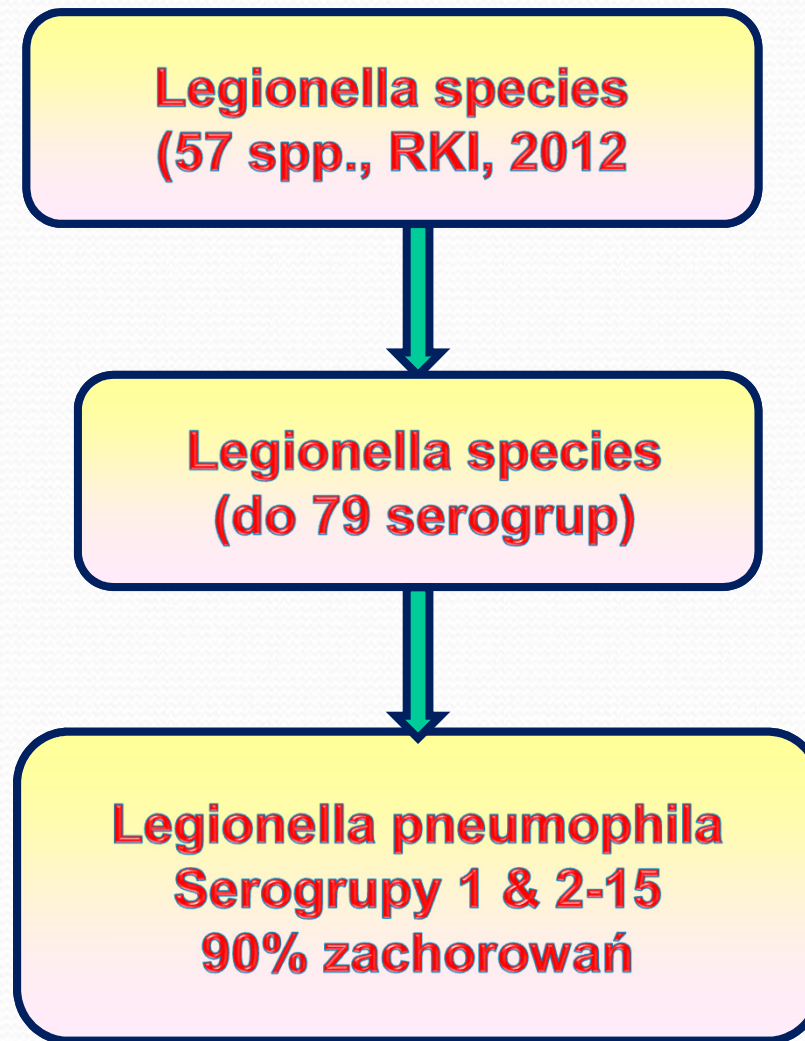 Legionella species
(57 spp., RKI, 2012
Legionella species
(do 79 serogrup)
Legionella pneumophila
Serogrupy 1 & 2-15
90% zachorowań